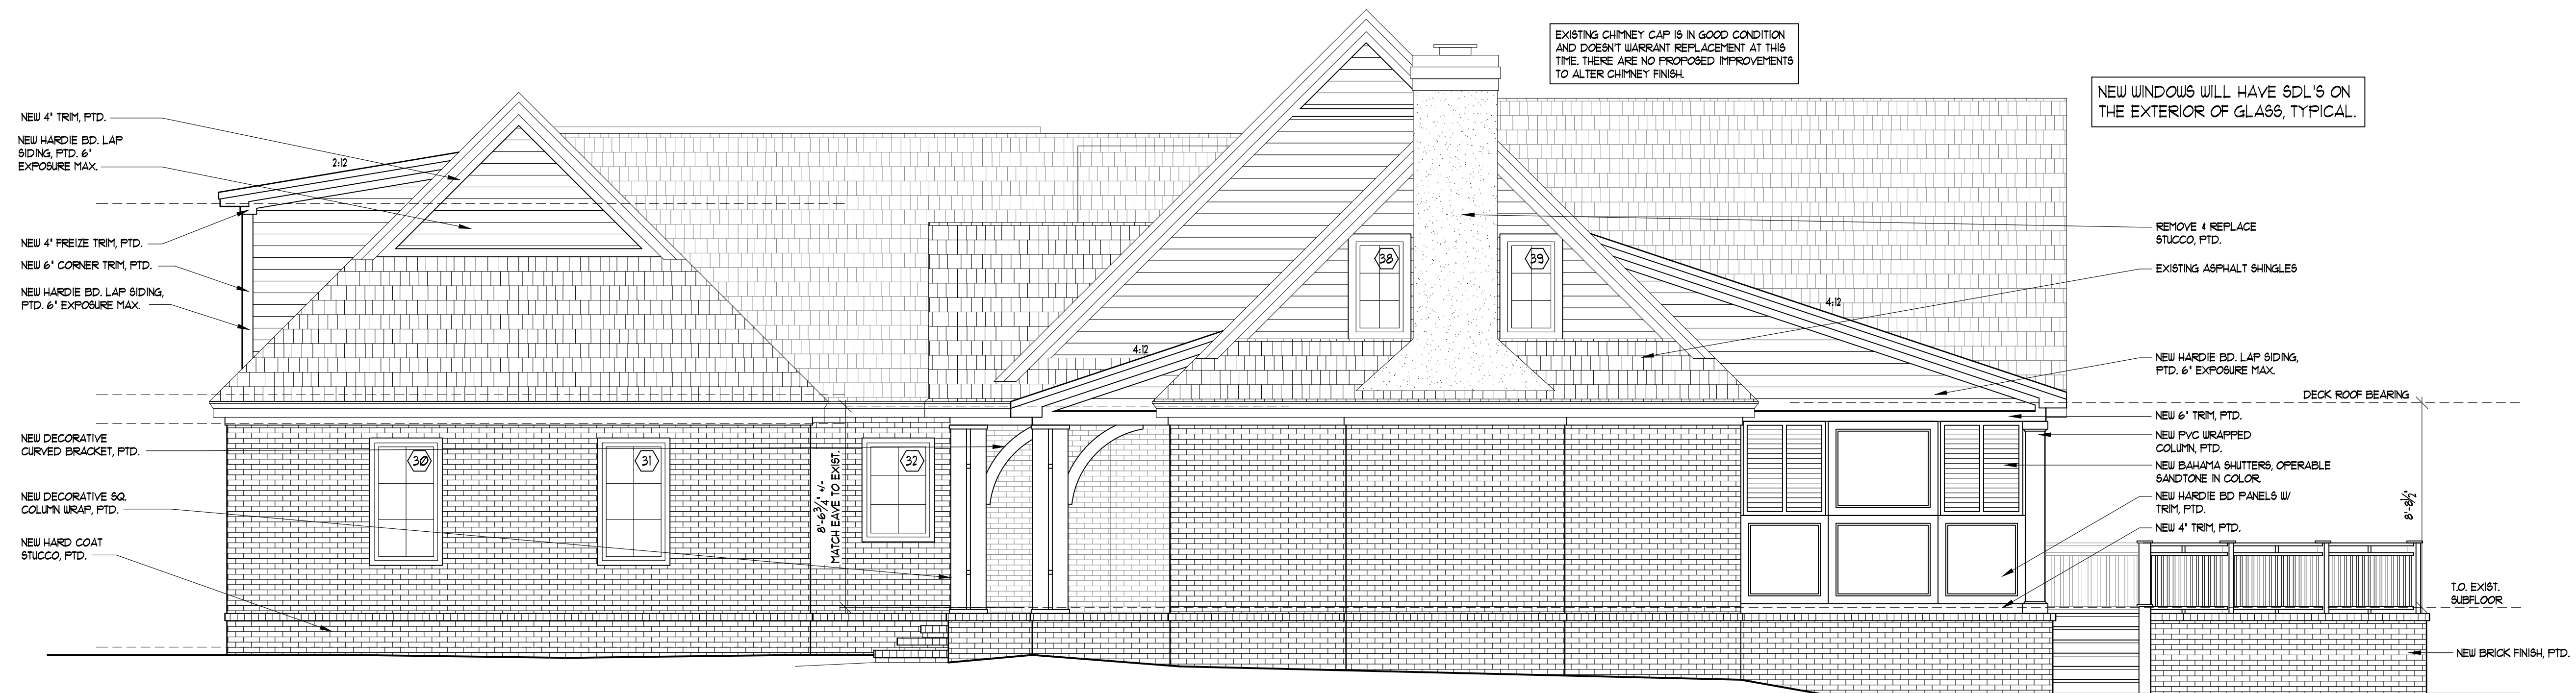 EXISTING CHIMNEY CAP IS IN GOOD CONDITION
AND DOESN'T WARRANT REPLACEMENT AT THIS
TIME. THERE ARE NO PROPOSED IMPROVEMENTS
TO ALTER CHIMNEY FINISH.
NEW WINDOWS WILL HAVE SDL'S ON
THE EXTERIOR OF GLASS, TYPICAL.
NEW 4" TRIM, PTD.
NEW HARDIE BD. LAP
SIDING, PTD. 6"
EXPOSURE MAX.
NEW 4" FREIZE TRIM, PTD.
NEW 6" CORNER TRIM, PTD.
NEW HARDIE BD. LAP SIDING,
PTD. 6" EXPOSURE MAX.
NEW DECORATIVE
CURVED BRACKET, PTD.
NEW DECORATIVE SQ.
COLUMN WRAP, PTD.
NEW HARD COAT
STUCCO, PTD.
2:12
4:12
4:12
30
31
32
38
39
8'-6 3/4" +/-
MATCH EAVE TO EXIST.
REMOVE & REPLACE
STUCCO, PTD.
EXISTING ASPHALT SHINGLES
NEW HARDIE BD. LAP SIDING,
PTD. 6" EXPOSURE MAX.
DECK ROOF BEARING
NEW 6" TRIM, PTD.
NEW PVC WRAPPED
COLUMN, PTD.
NEW BAHAMA SHUTTERS, OPERABLE
SANDTONE IN COLOR
NEW HARDIE BD PANELS W/
TRIM, PTD.
NEW 4" TRIM, PTD.
8'-8 1/2"
T.O. EXIST.
SUBFLOOR
NEW BRICK FINISH, PTD.